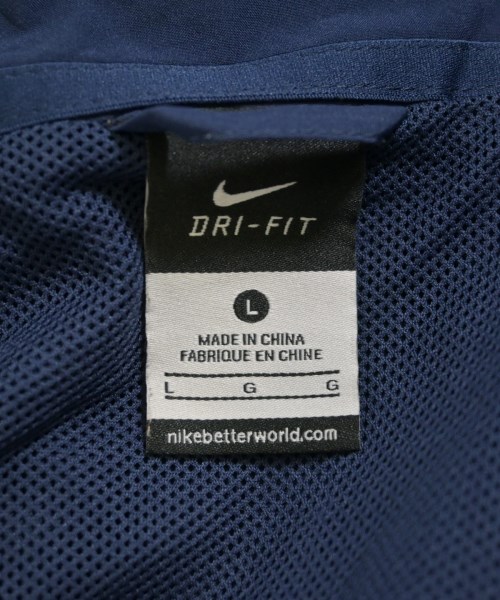 DRI-FIT
L
MADE IN CHINA
FABRIQUE EN CHINE
L G G
nikebetterworld.com